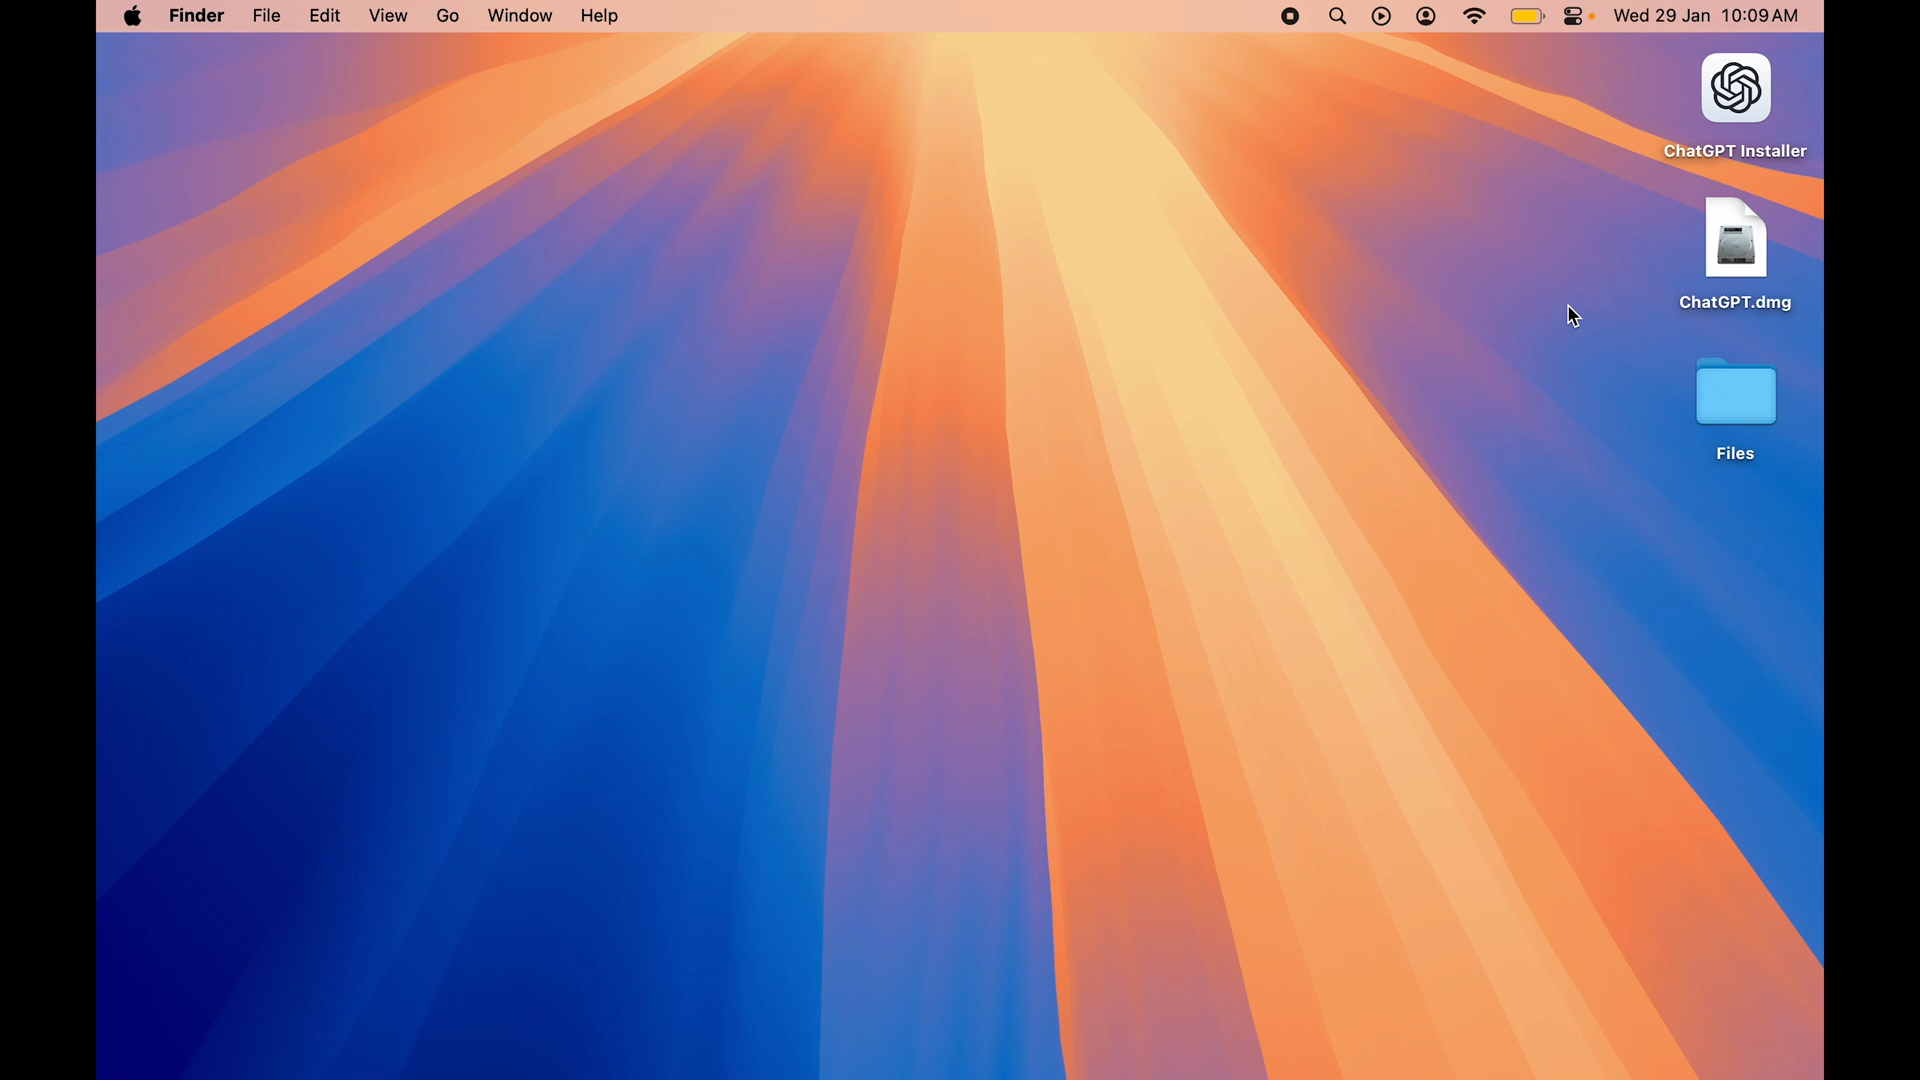 Finder File Edit View Go Window Help Wed 29 Jan 10:09 AM
ChatGPT Installer
ChatGPT.dmg
Files